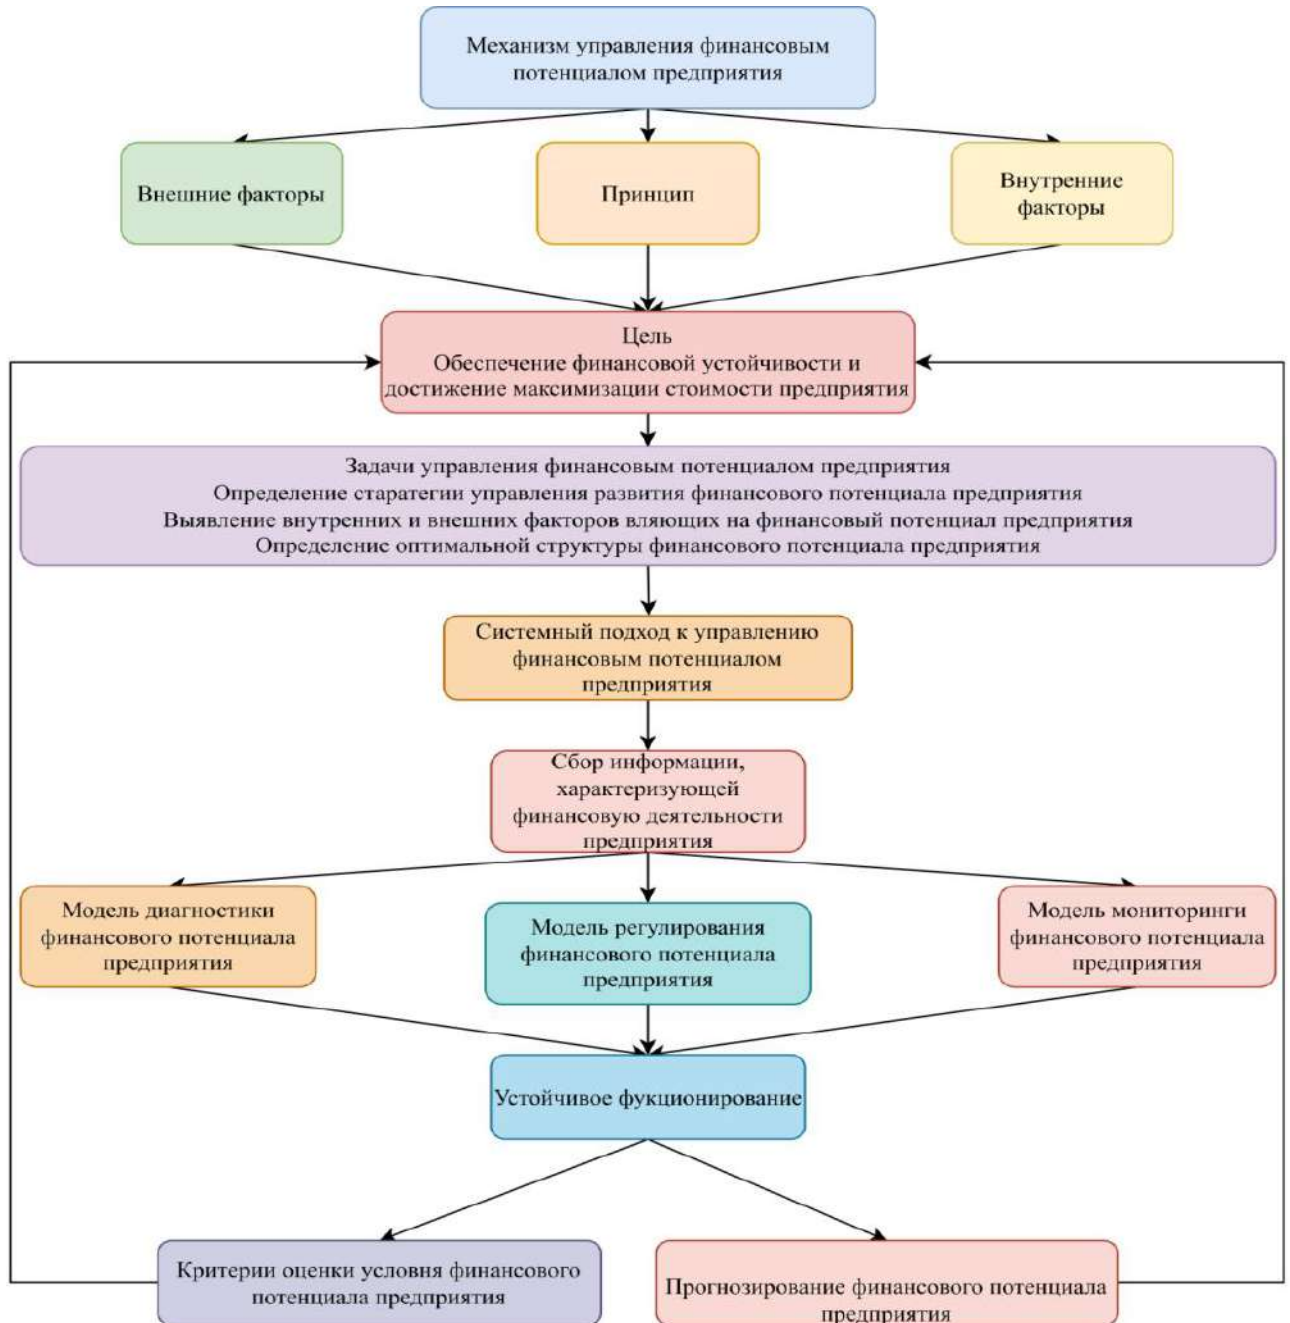 Механизм управления финансовым
потенциалом предприятия
Внешние факторы
Принцип
Внутренние
факторы
Цель
Обеспечение финансовой устойчивости и
достижение максимизации стоимости предприятия
Задачи управления финансовым потенциалом предприятия
Определение старатегии управления развития финансового потенциала предприятия
Выявление внутренних и внешних факторов вляющих на финансовый потенциал предприятия
Определение оптимальной структуры финансового потенциала предприятия
Системный подход к управлению
финансовым потенциалом
предприятия
Сбор информации,
характеризующей
финансовую деятельности
предприятия
Модель диагностики
финансового потенциала
предприятия
Модель регулирования
финансового потенциала
предприятия
Модель мониторинги
финансового потенциала
предприятия
Устойчивое фукционирование
Критерии оценки условня финансового
потенциала предприятия
Прогнозирование финансового потенциала
предприятия